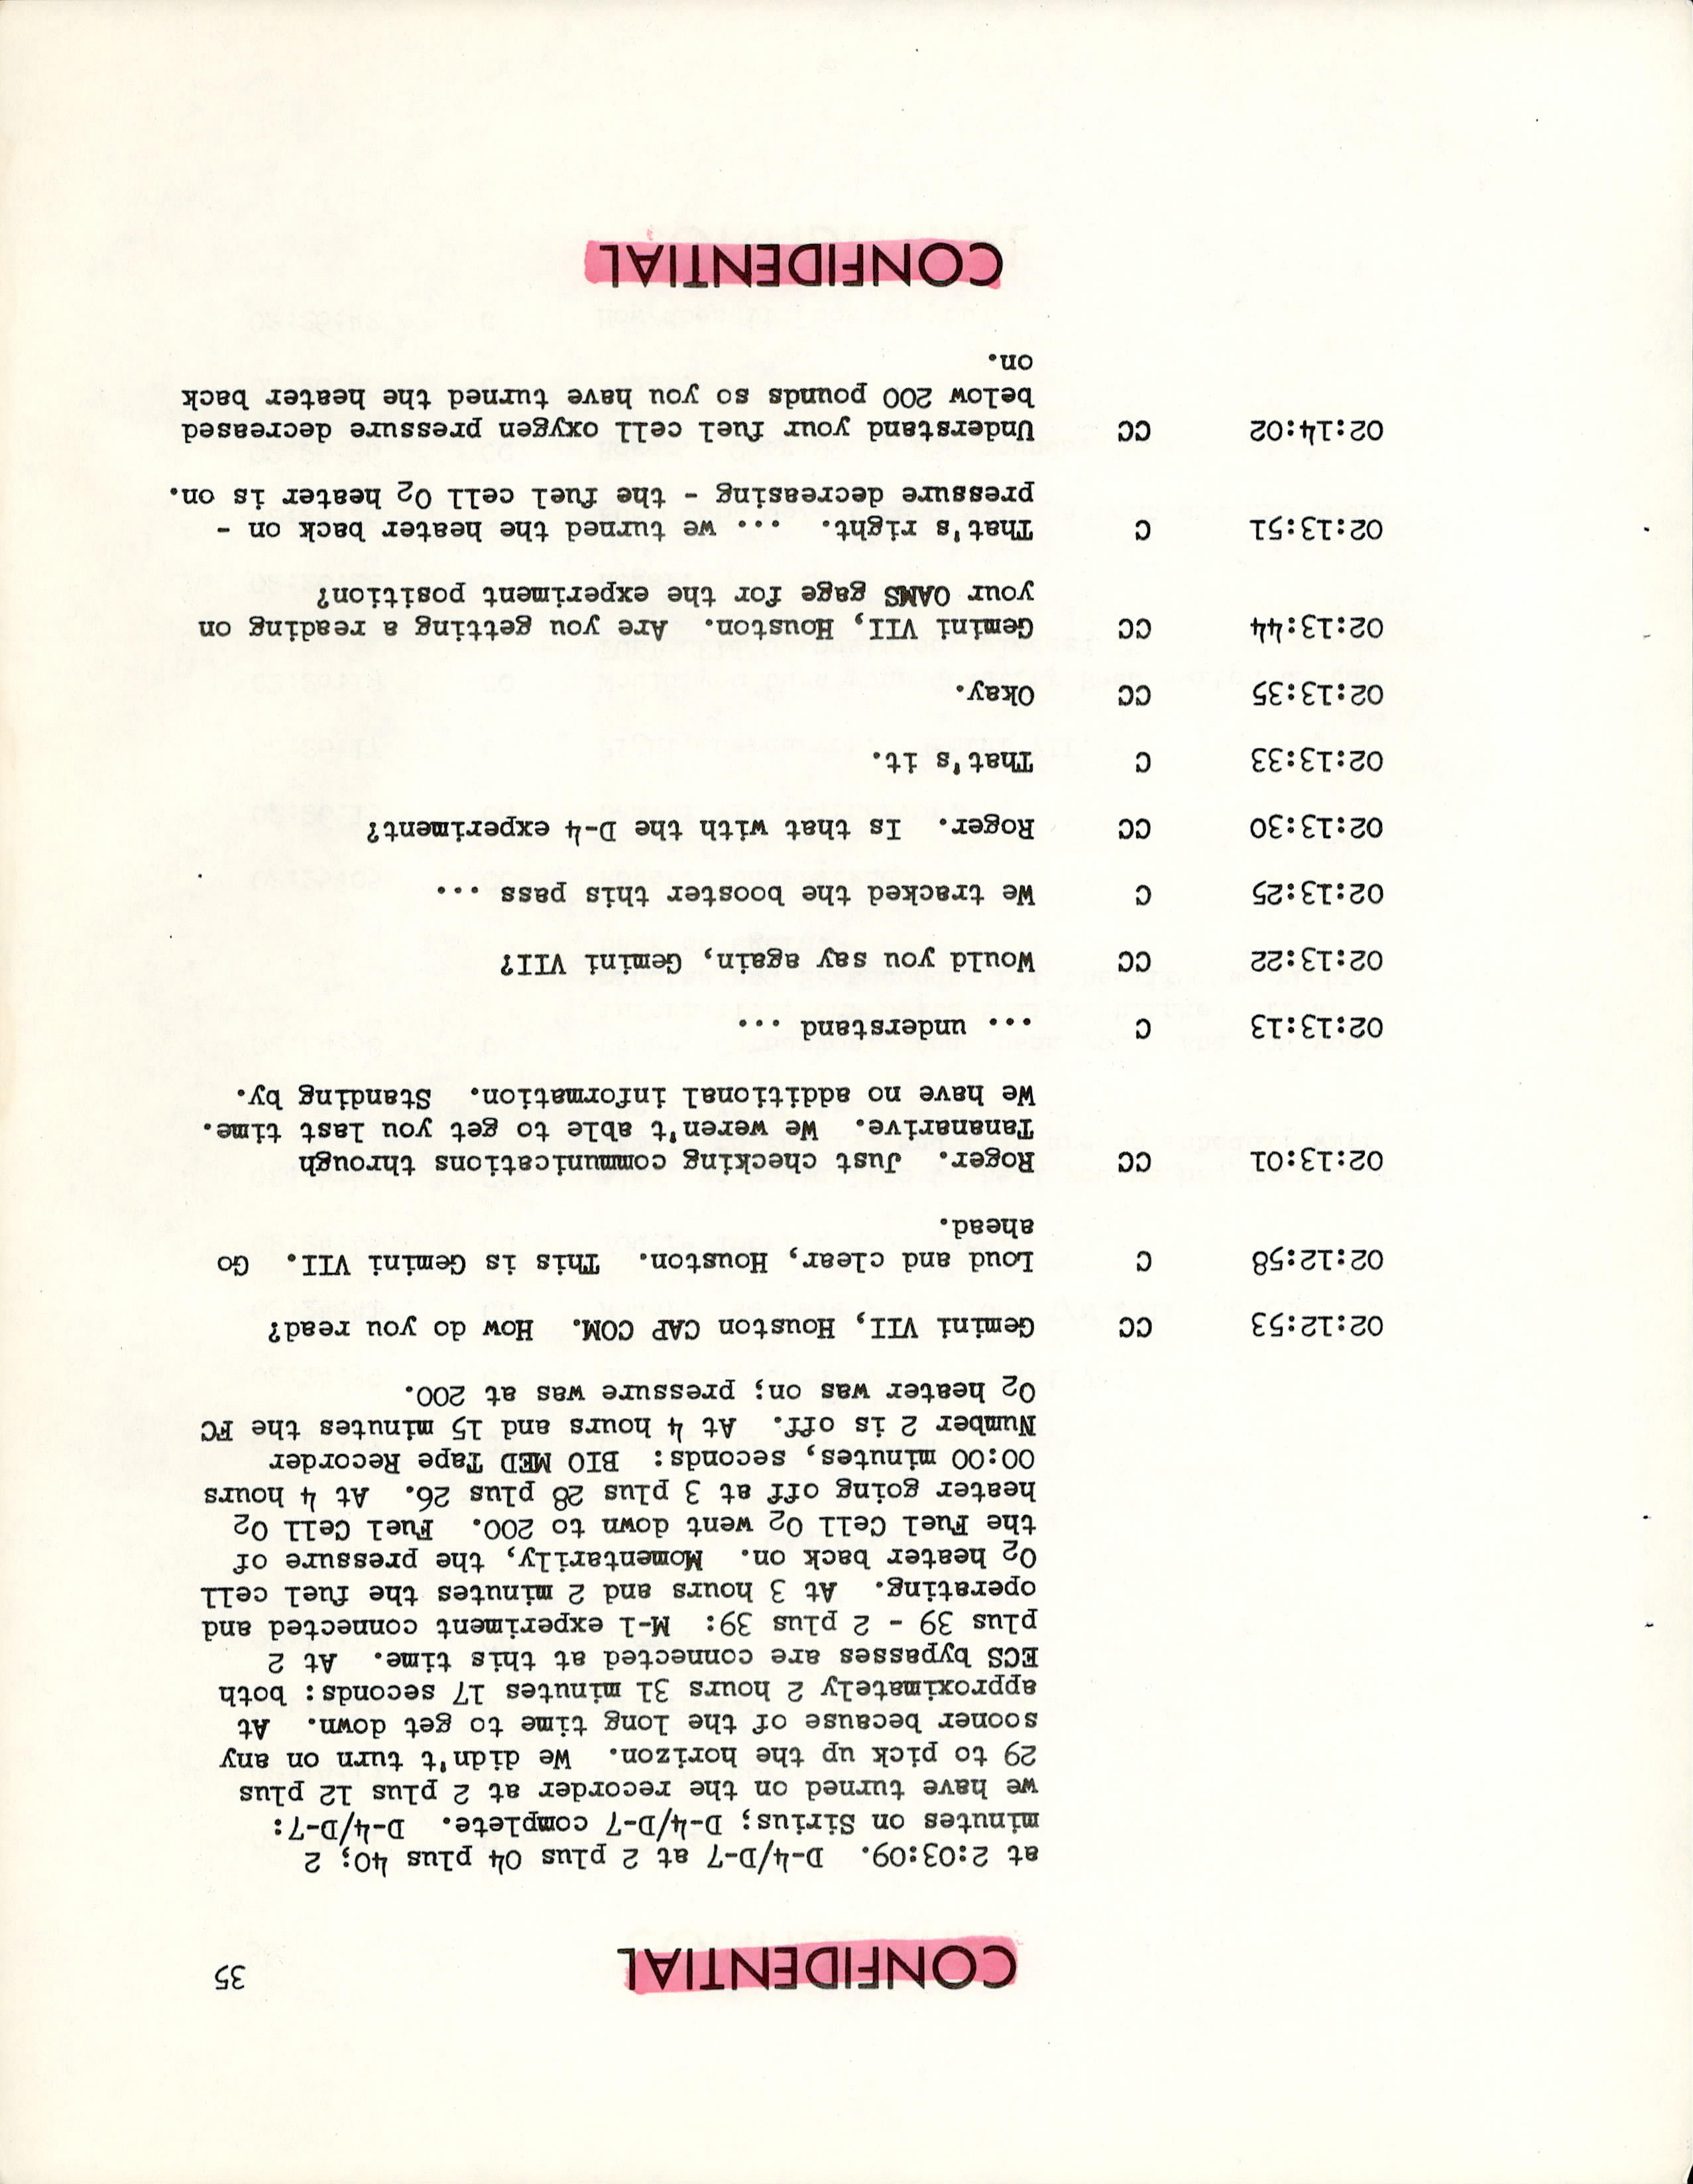 CONFIDENTIAL
35
at 2:03:09. D-4/D-7 at 2 plus 04 plus 40; 2
minutes on Sirius; D-4/D-7 complete. D-4/D-7:
we have turned on the recorder at 2 plus 12 plus
29 to pick up the horizon. We didn't turn on any
sooner because of the long time to get down. At
approximately 2 hours 31 minutes 17 seconds: both
ECS bypasses are connected at this time. At 2
plus 39 - 2 plus 39: M-1 experiment connected and
operating. At 3 hours and 2 minutes the fuel cell
O2 heater back on. Momentarily, the pressure of
the Fuel Cell O2 went down to 200. Fuel Cell O2
heater going off at 3 plus 28 plus 26. At 4 hours
00:00 minutes, seconds: BIO MED Tape Recorder
Number 2 is off. At 4 hours and 15 minutes the FC
O2 heater was on; pressure was at 200.
02:12:53 CC Gemini VII, Houston CAP COM. How do you read?
02:12:58 C Loud and clear, Houston. This is Gemini VII. Go
ahead.
02:13:01 CC Roger. Just checking communications through
Tananarive. We weren't able to get you last time.
We have no additional information. Standing by.
02:13:13 C ... understand ...
02:13:22 CC Would you say again, Gemini VII?
02:13:25 C We tracked the booster this pass ...
02:13:30 CC Roger. Is that with the D-4 experiment?
02:13:33 C That's it.
02:13:35 CC Okay.
02:13:44 CC Gemini VII, Houston. Are you getting a reading on
your OAMS gage for the experiment position?
02:13:51 C That's right. ... we turned the heater back on -
pressure decreasing - the fuel cell O2 heater is on.
02:14:02 CC Understand your fuel cell oxygen pressure decreased
below 200 pounds so you have turned the heater back
on.
CONFIDENTIAL